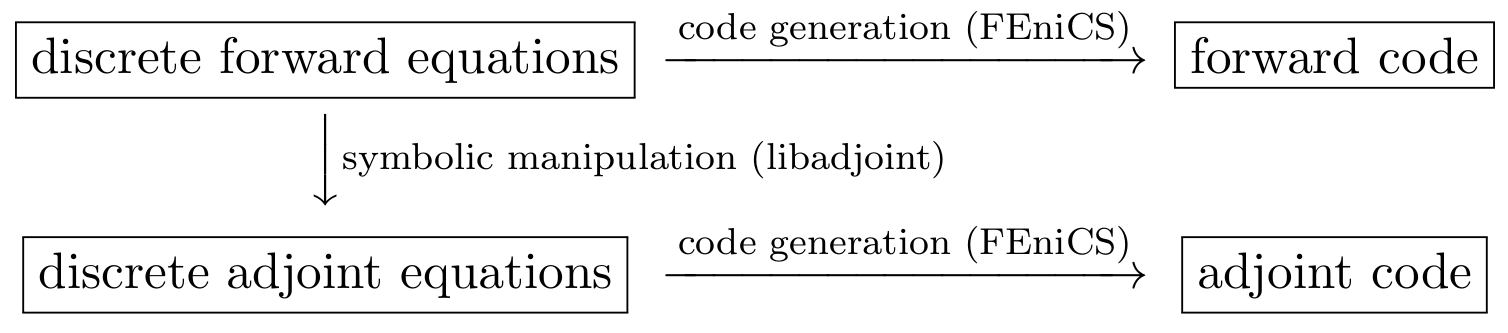 discrete forward equations
code generation (FEniCS)
forward code
symbolic manipulation (libadjoint)
discrete adjoint equations
code generation (FEniCS)
adjoint code